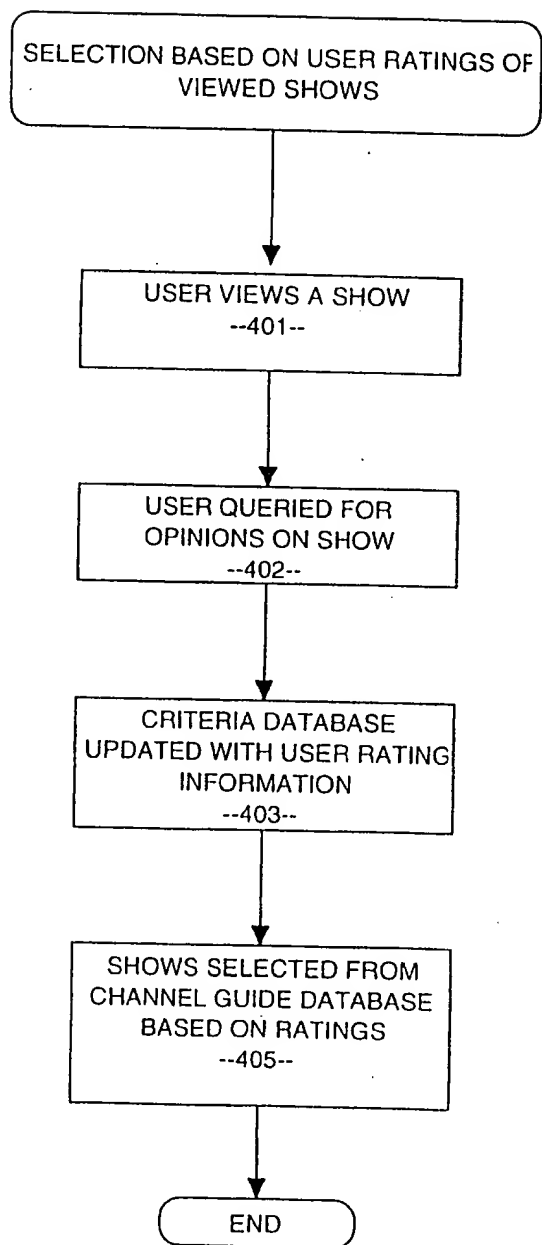 SELECTION BASED ON USER RATINGS OF
VIEWED SHOWS
USER VIEWS A SHOW
--401--
USER QUERIED FOR
OPINIONS ON SHOW
--402--
CRITERIA DATABASE
UPDATED WITH USER RATING
INFORMATION
--403--
SHOWS SELECTED FROM
CHANNEL GUIDE DATABASE
BASED ON RATINGS
--405--
END